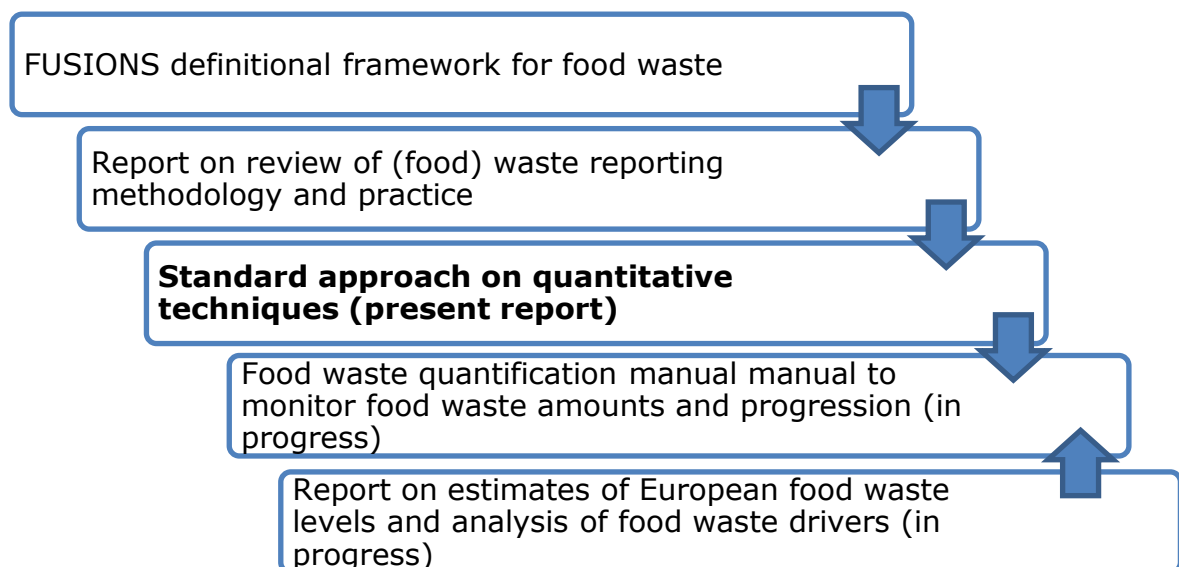 FUSIONS definitional framework for food waste
Report on review of (food) waste reporting
methodology and practice
Standard approach on quantitative
techniques (present report)
Food waste quantification manual manual to
monitor food waste amounts and progression (in
progress)
Report on estimates of European food waste
levels and analysis of food waste drivers (in
progress)